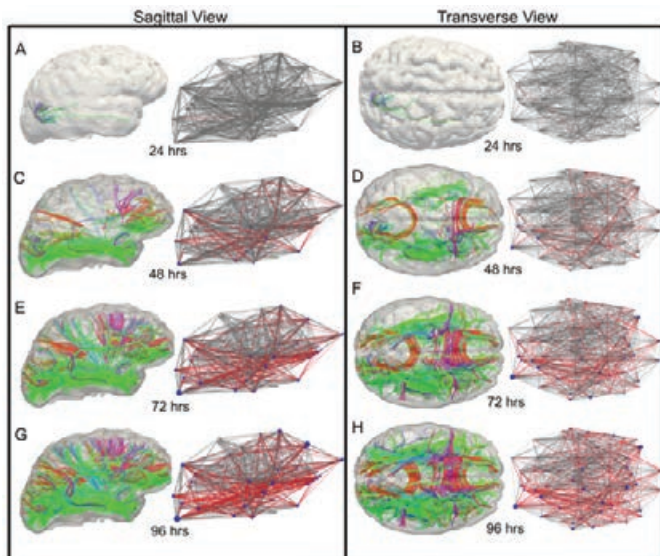 Sagittal View
Transverse View
A
24 hrs
B
24 hrs
C
48 hrs
D
48 hrs
E
72 hrs
F
72 hrs
G
96 hrs
H
96 hrs